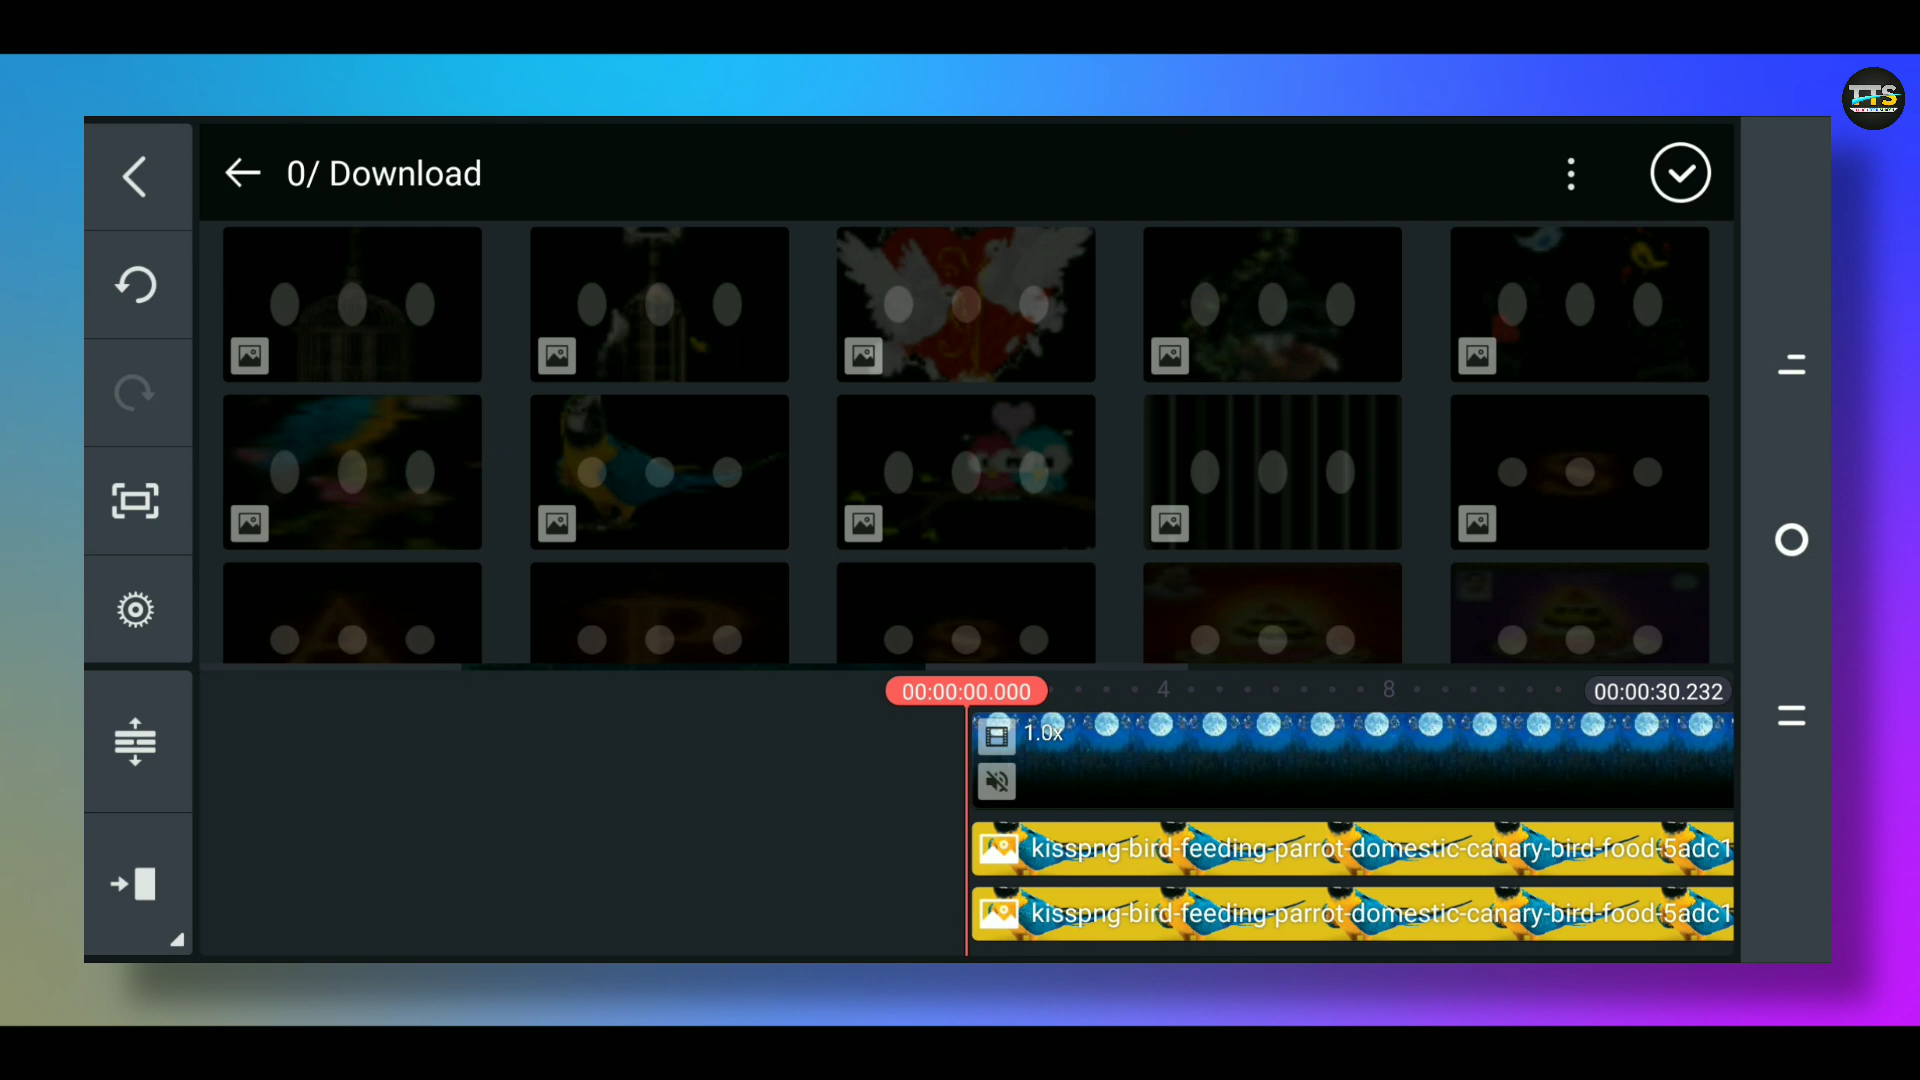 TTS
0/ Download
00:00:00.000
4
8
00:00:30.232
1.0x
kisspng-bird-feeding-parrot-domestic-canary-bird-food-5adc1
kisspng-bird-feeding-parrot-domestic-canary-bird-food-5adc1